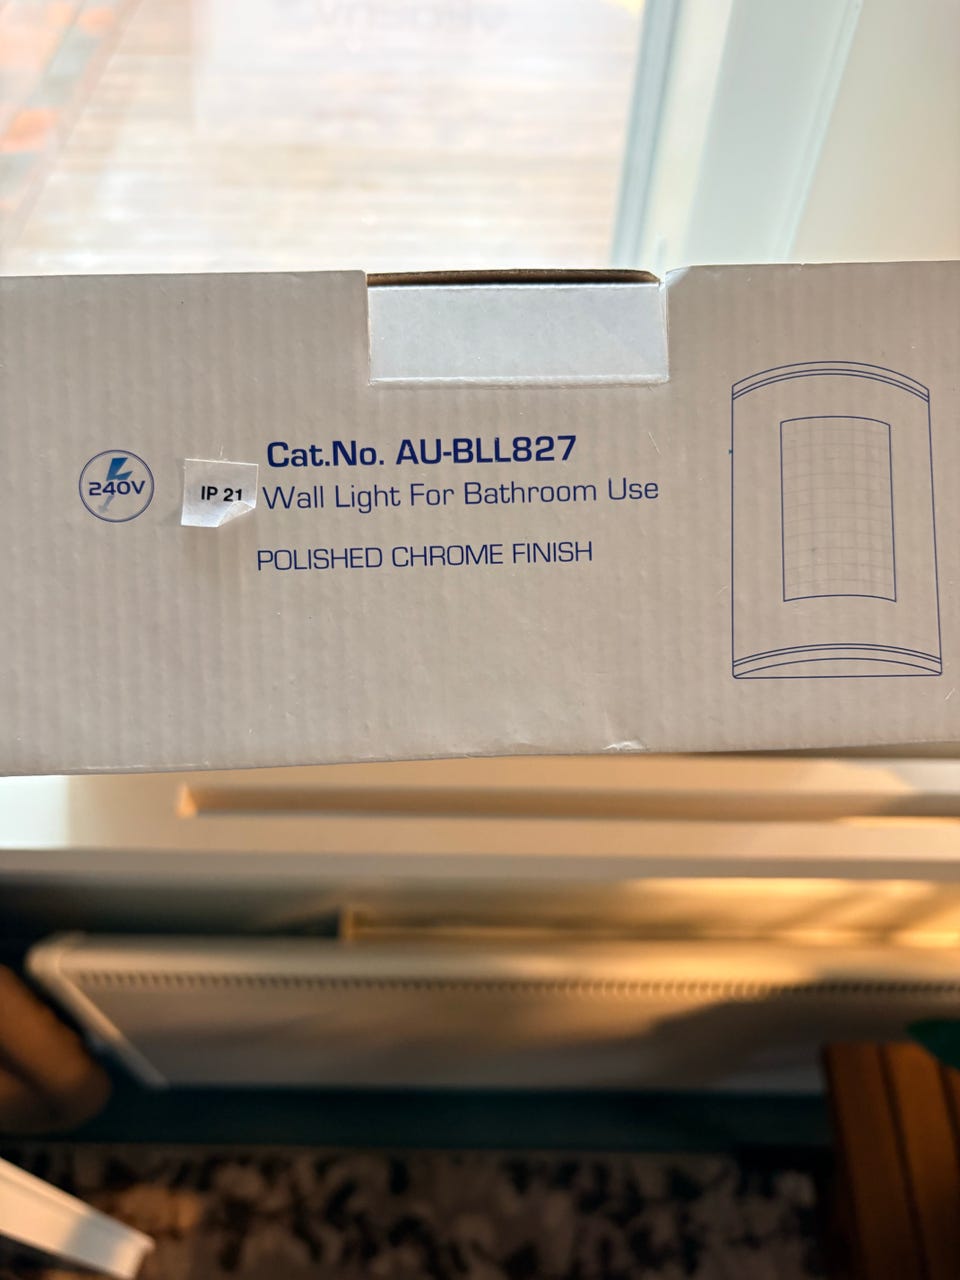 Cat.No. AU-BLL827
240V
IP 21
Wall Light For Bathroom Use
POLISHED CHROME FINISH